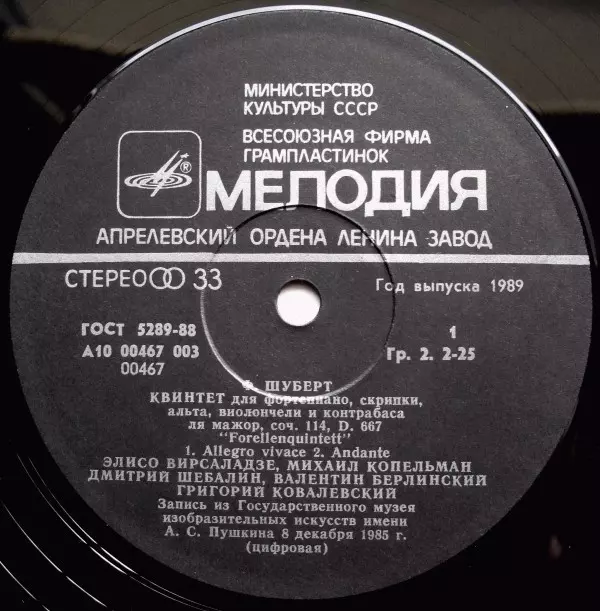 МИНИСТЕРСТВО
КУЛЬТУРЫ СССР
ВСЕСОЮЗНАЯ ФИРМА
ГРАМПЛАСТИНОК
® МЕЛОДИЯ
АПРЕЛЕВСКИЙ ОРДЕНА ЛЕНИНА ЗАВОД
СТЕРЕО 33
Год выпуска 1989
ГОСТ 5289-88
1
А10 00467 003
Гр. 2. 2-25
00467
Ф. ШУБЕРТ
КВИНТЕТ для фортепиано, скрипки,
альта, виолончели и контрабаса
ля мажор, соч. 114, D. 667
"Forellenquintett"
1. Allegro vivace 2. Andante
ЭЛИСО ВИРСАЛАДЗЕ, МИХАИЛ КОПЕЛЬМАН
ДМИТРИЙ ШЕБАЛИН, ВАЛЕНТИН БЕРЛИНСКИЙ
ГРИГОРИЙ КОВАЛЕВСКИЙ
Запись из Государственного музея
изобразительных искусств имени
А. С. Пушкина 8 декабря 1985 г.
(цифровая)